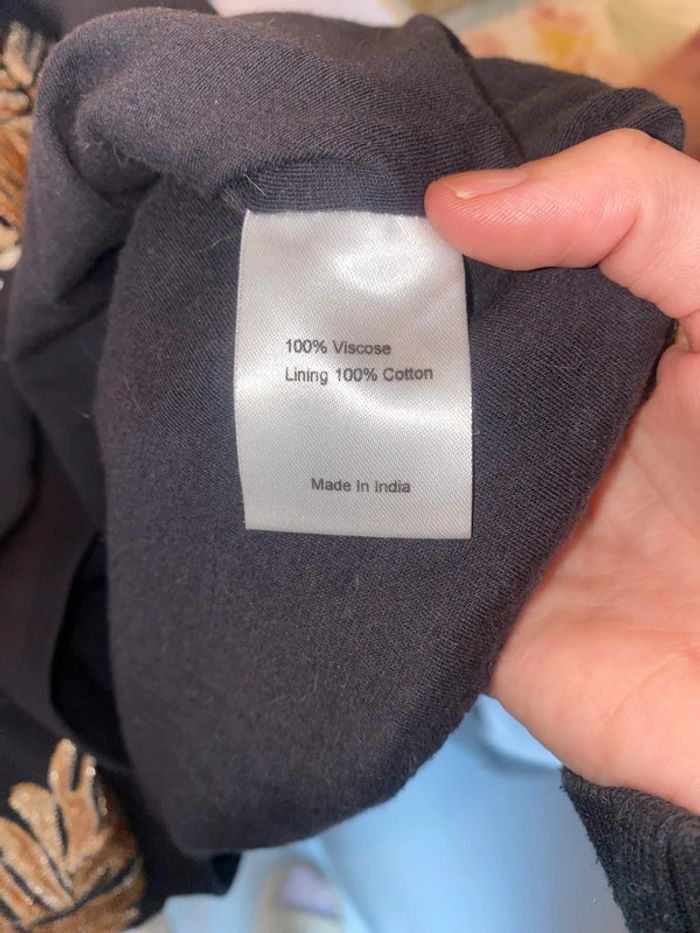 100% Viscose
Lining 100% Cotton
Made In India